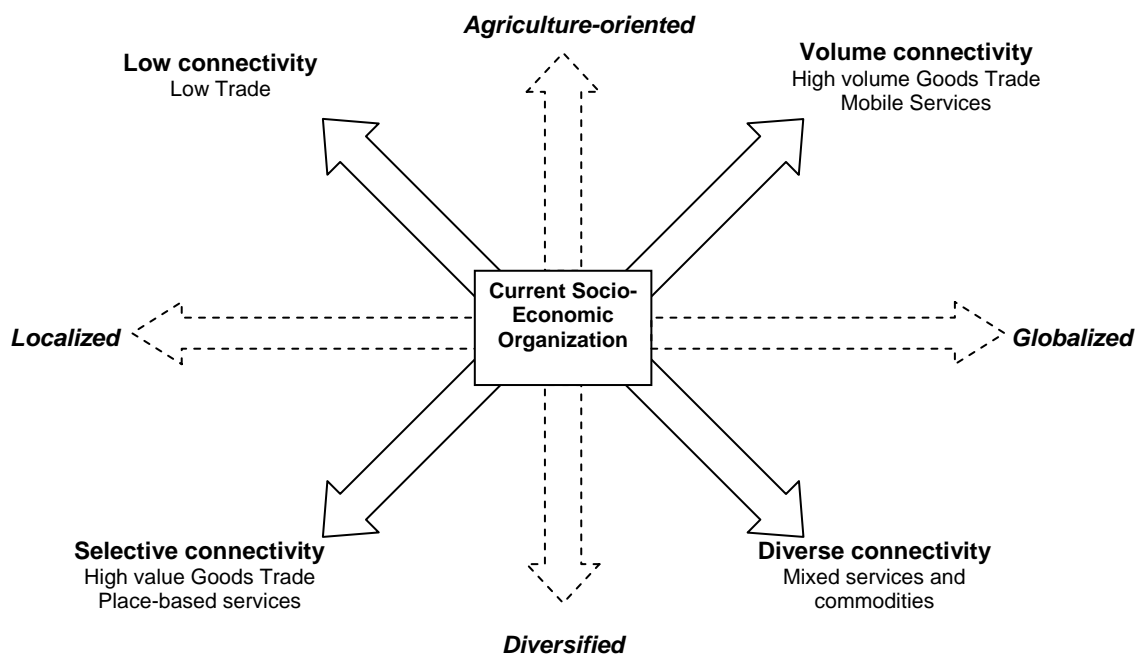 Agriculture-oriented
Low connectivity
Low Trade
Volume connectivity
High volume Goods Trade
Mobile Services
Current Socio-
Economic
Organization
Localized
Globalized
Selective connectivity
High value Goods Trade
Place-based services
Diverse connectivity
Mixed services and
commodities
Diversified